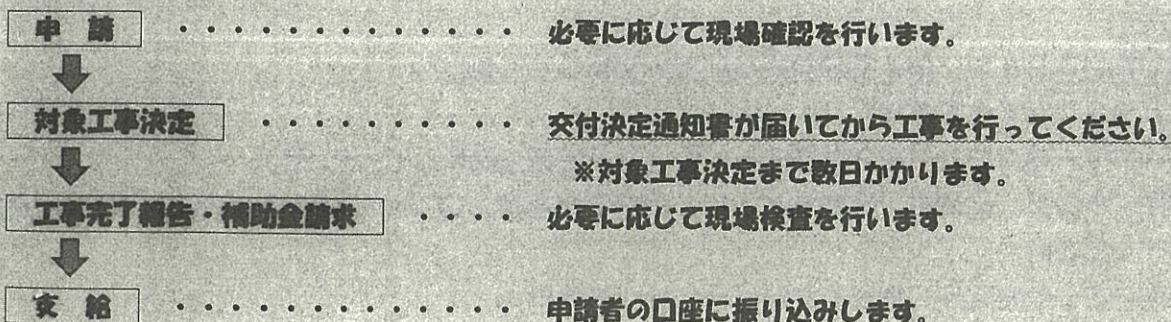 申請 ・・・・・・・・・・・・・ 必要に応じて現場確認を行います。
対象工事決定 ・・・・・・・・・・ 交付決定通知書が届いてから工事を行ってください。
※対象工事決定まで数日かかります。
工事完了報告・補助金請求 ・・・・ 必要に応じて現場検査を行います。
支給 ・・・・・・・・・・・・・ 申請者の口座に振り込みします。